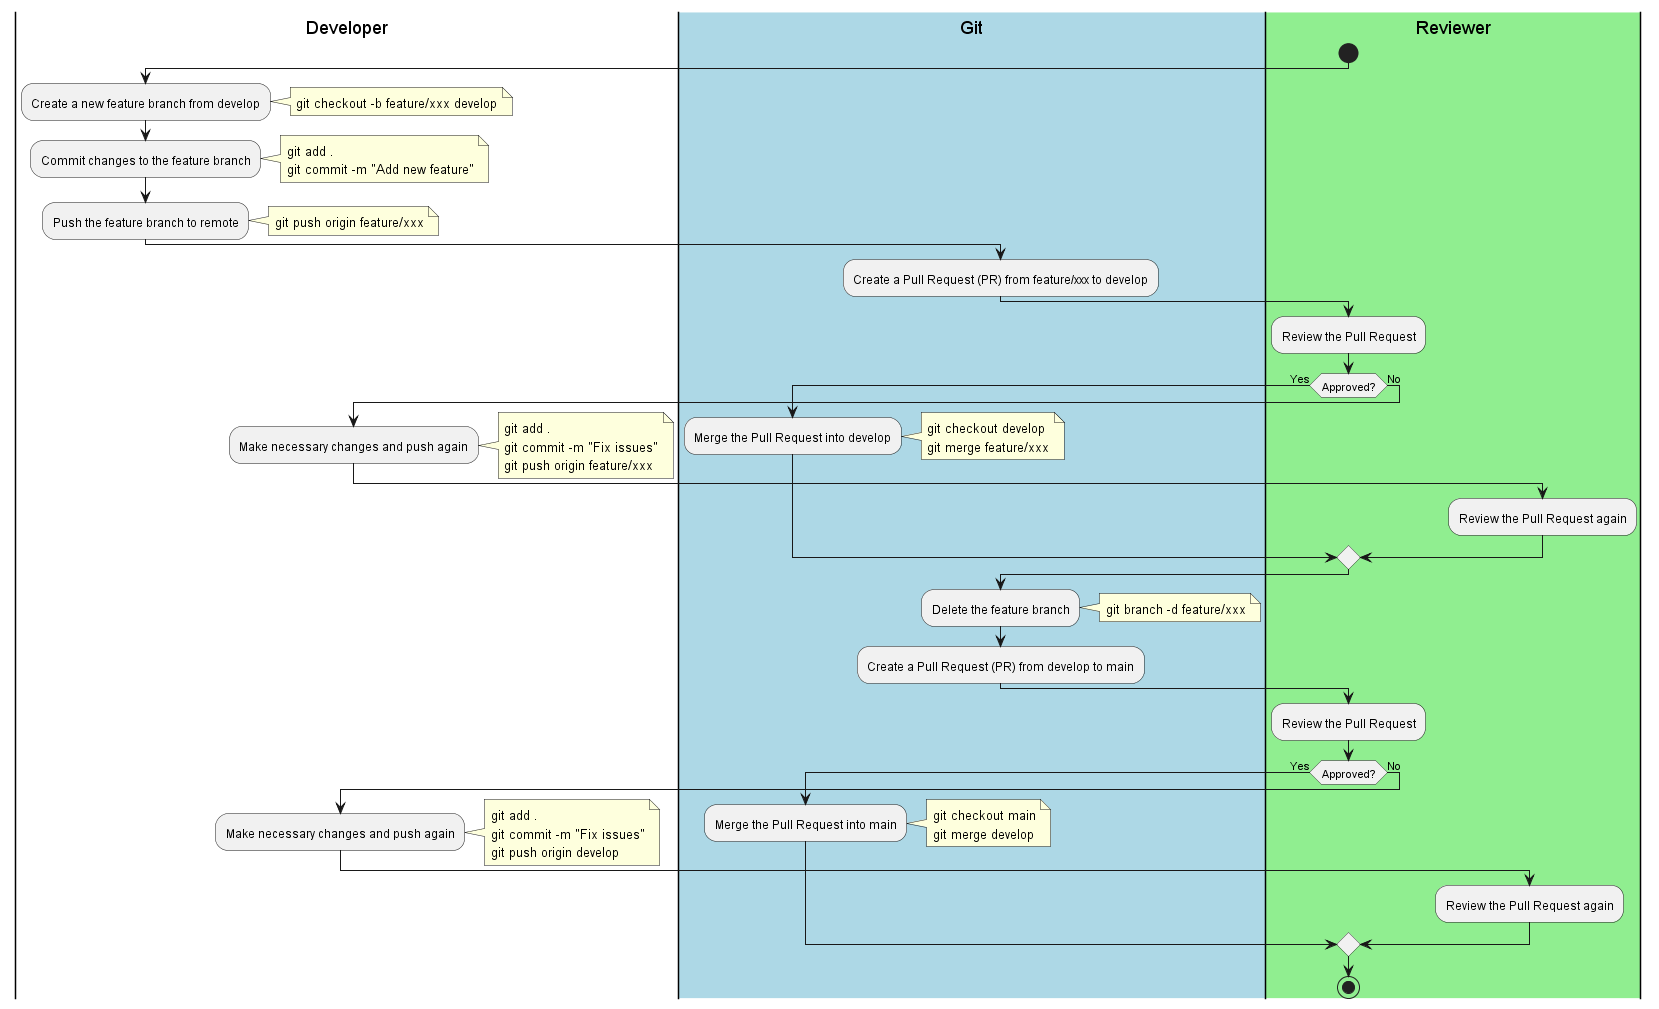 Developer
Git
Reviewer
Create a new feature branch from develop
git checkout -b feature/xxx develop
Commit changes to the feature branch
git add .
git commit -m "Add new feature"
Push the feature branch to remote
git push origin feature/xxx
Create a Pull Request (PR) from feature/xxx to develop
Review the Pull Request
Yes
Approved?
No
Make necessary changes and push again
git add .
git commit -m "Fix issues"
git push origin feature/xxx
Merge the Pull Request into develop
git checkout develop
git merge feature/xxx
Review the Pull Request again
Delete the feature branch
git branch -d feature/xxx
Create a Pull Request (PR) from develop to main
Review the Pull Request
Yes
Approved?
No
Make necessary changes and push again
git add .
git commit -m "Fix issues"
git push origin develop
Merge the Pull Request into main
git checkout main
git merge develop
Review the Pull Request again